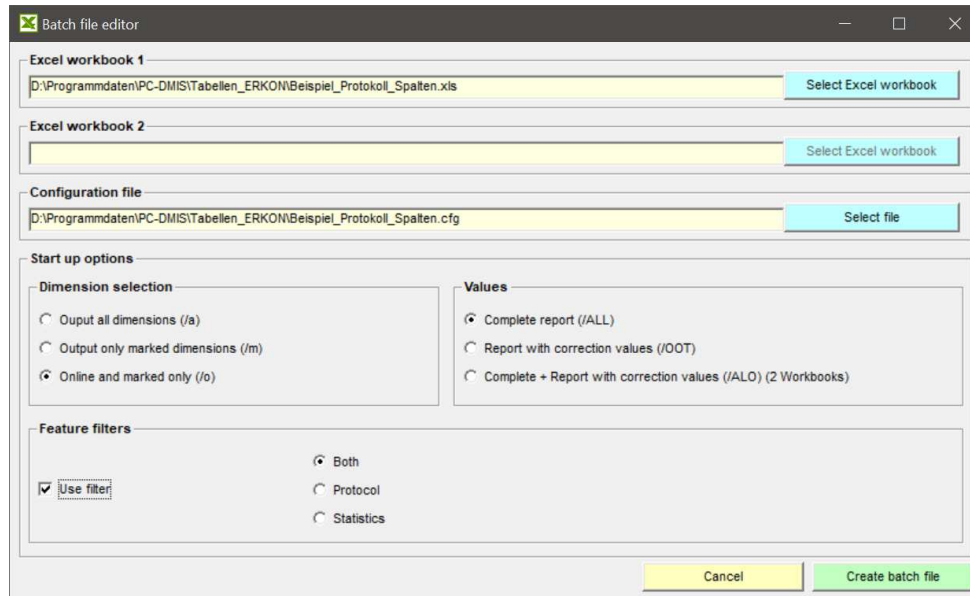 Batch file editor
Excel workbook 1
D:\Programmdaten\PC-DMIS\Tabellen_ERKON\Beispiel_Protokoll_Spalten.xls
Select Excel workbook
Excel workbook 2
Select Excel workbook
Configuration file
D:\Programmdaten\PC-DMIS\Tabellen_ERKON\Beispiel_Protokoll_Spalten.cfg
Select file
Start up options
Dimension selection
Ouput all dimensions (/a)
Output only marked dimensions (/m)
Online and marked only (/o)
Values
Complete report (/ALL)
Report with correction values (/OOT)
Complete + Report with correction values (/ALO) (2 Workbooks)
Feature filters
Use filter
Both
Protocol
Statistics
Cancel
Create batch file